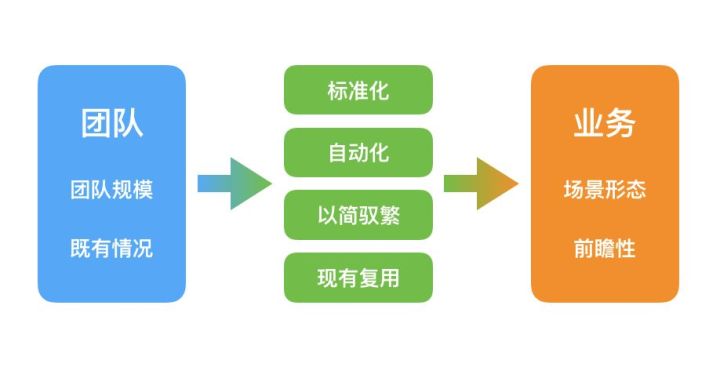 团队
团队规模
既有情况
标准化
自动化
以简驭繁
现有复用
业务
场景形态
前瞻性